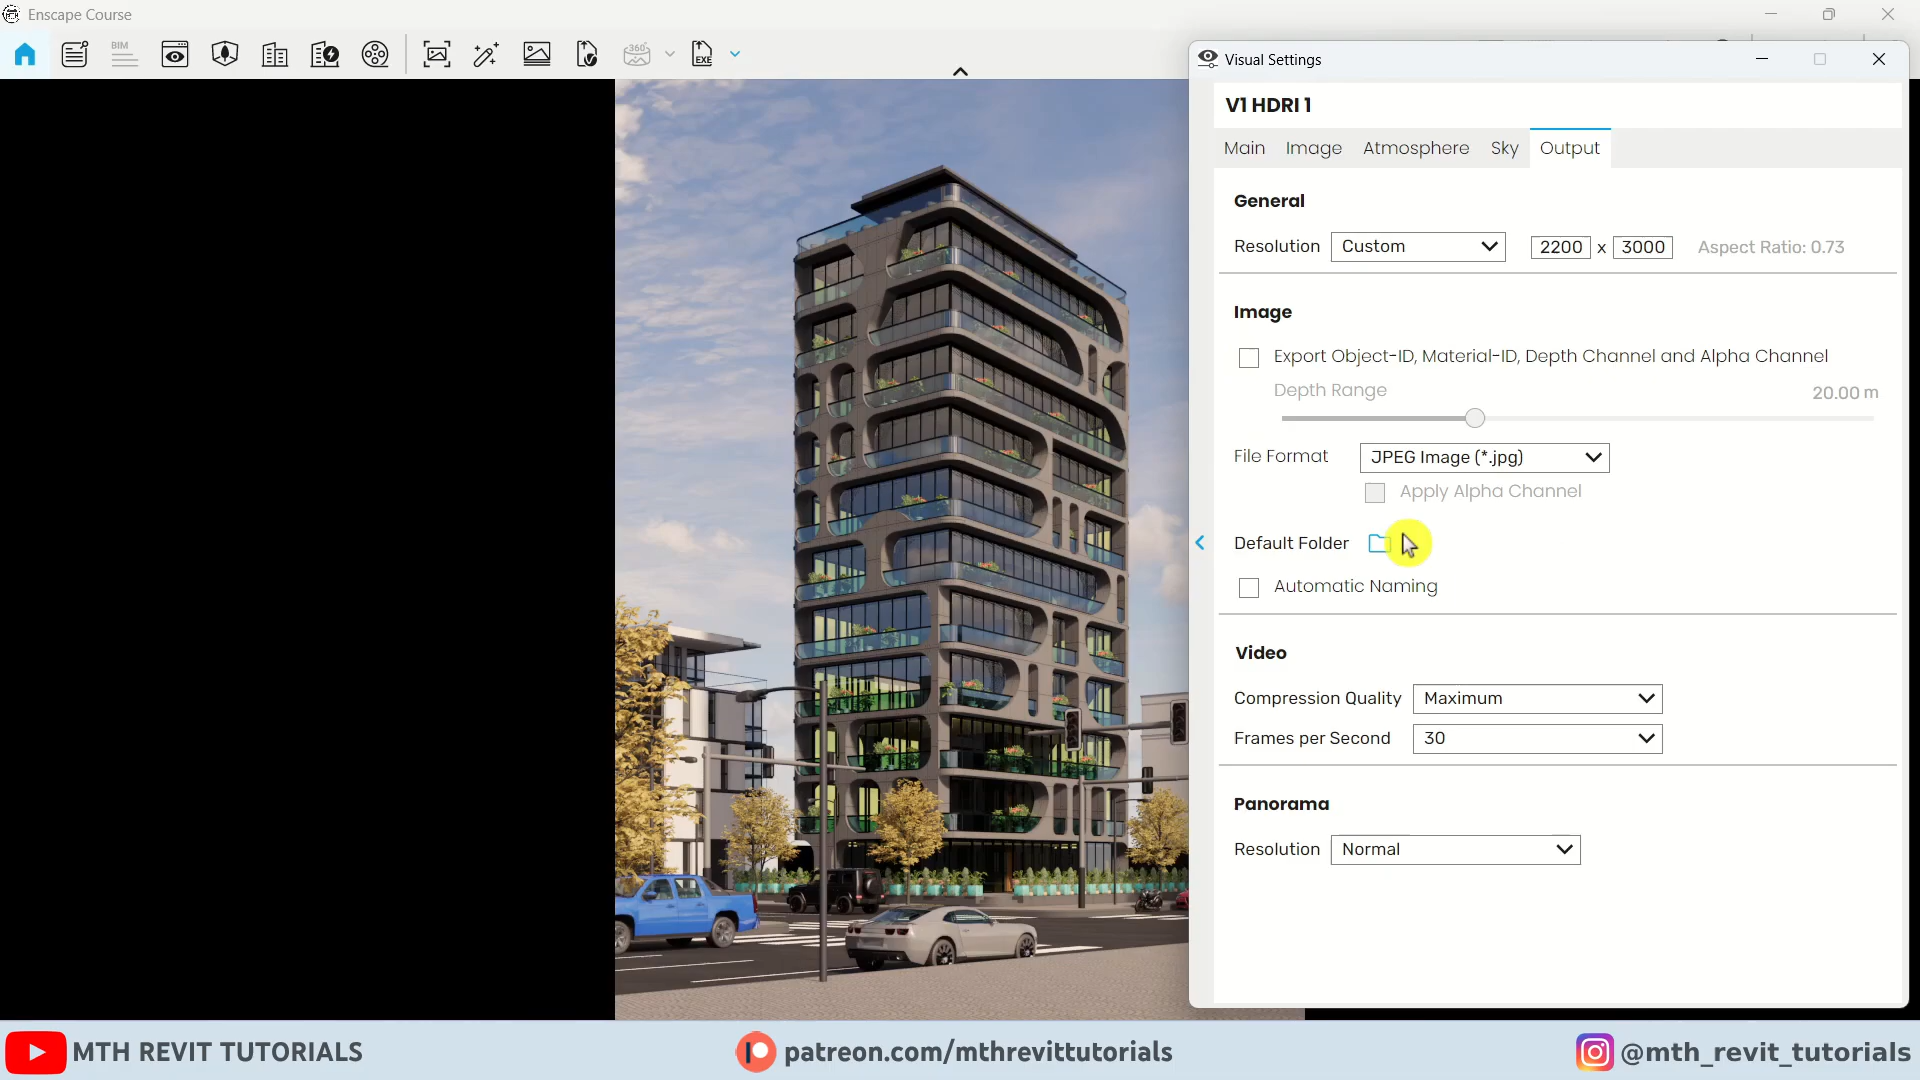 Enscape Course
BIM
360°
EXE
Visual Settings
V1 HDRI 1
Main Image Atmosphere Sky Output
General
Resolution Custom 2200 x 3000 Aspect Ratio: 0.73
Image
Export Object-ID, Material-ID, Depth Channel and Alpha Channel
Depth Range 20.00 m
File Format JPEG Image (*.jpg)
Apply Alpha Channel
Default Folder
Automatic Naming
Video
Compression Quality Maximum
Frames per Second 30
Panorama
Resolution Normal
MTH REVIT TUTORIALS patreon.com/mthrevittutorials @mth_revit_tutorials